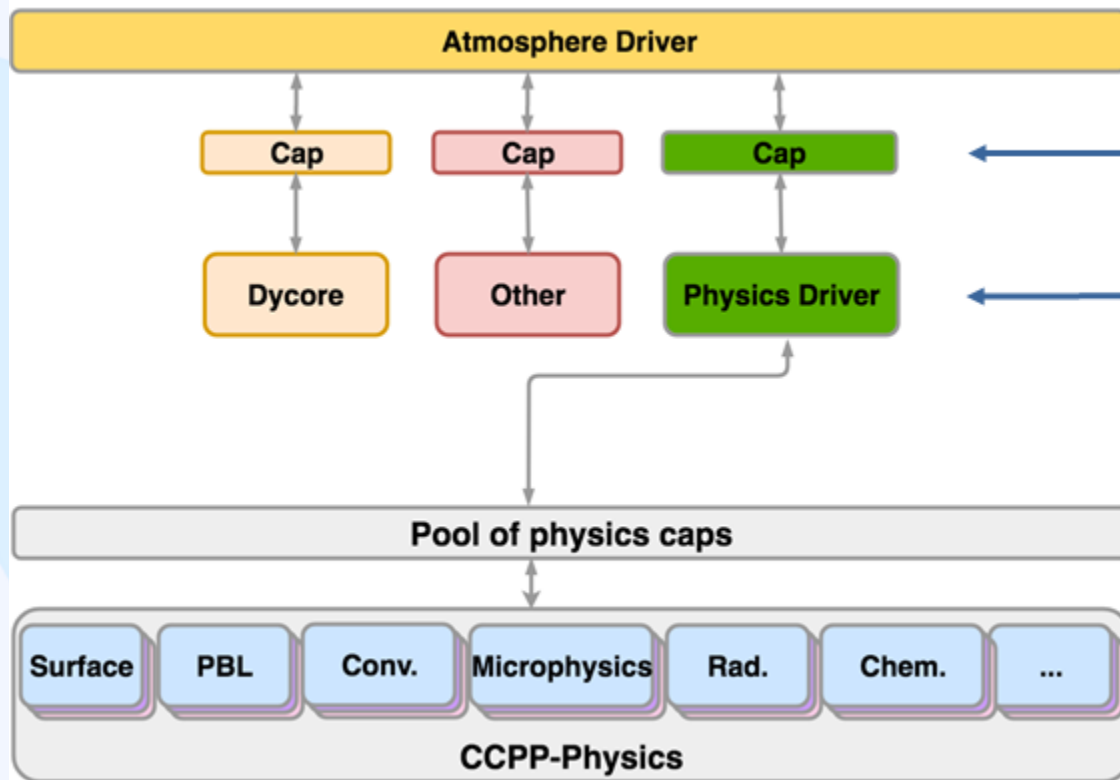 Atmosphere Driver
Cap
Cap
Cap
Dycore
Other
Physics Driver
Pool of physics caps
Surface
PBL
Conv.
Microphysics
Rad.
Chem.
...
CCPP-Physics